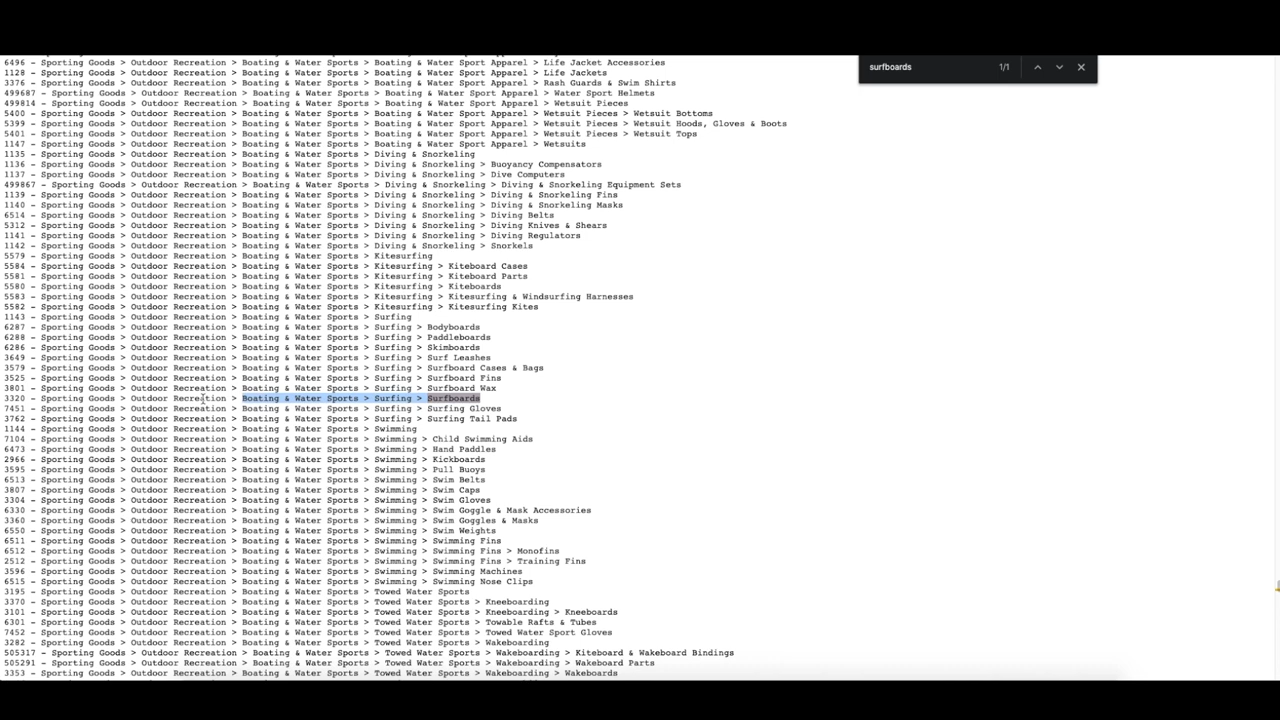 surfboards 1/1
6496 - Sporting Goods > Outdoor Recreation > Boating & Water Sports > Boating & Water Sport Apparel > Life Jacket Accessories
1128 - Sporting Goods > Outdoor Recreation > Boating & Water Sports > Boating & Water Sport Apparel > Life Jackets
3376 - Sporting Goods > Outdoor Recreation > Boating & Water Sports > Boating & Water Sport Apparel > Rash Guards & Swim Shirts
499687 - Sporting Goods > Outdoor Recreation > Boating & Water Sports > Boating & Water Sport Apparel > Water Sport Helmets
499814 - Sporting Goods > Outdoor Recreation > Boating & Water Sports > Boating & Water Sport Apparel > Wetsuit Pieces
5400 - Sporting Goods > Outdoor Recreation > Boating & Water Sports > Boating & Water Sport Apparel > Wetsuit Pieces > Wetsuit Bottoms
5399 - Sporting Goods > Outdoor Recreation > Boating & Water Sports > Boating & Water Sport Apparel > Wetsuit Pieces > Wetsuit Hoods, Gloves & Boots
5401 - Sporting Goods > Outdoor Recreation > Boating & Water Sports > Boating & Water Sport Apparel > Wetsuit Pieces > Wetsuit Tops
1147 - Sporting Goods > Outdoor Recreation > Boating & Water Sports > Boating & Water Sport Apparel > Wetsuits
1135 - Sporting Goods > Outdoor Recreation > Boating & Water Sports > Diving & Snorkeling
1136 - Sporting Goods > Outdoor Recreation > Boating & Water Sports > Diving & Snorkeling > Buoyancy Compensators
1137 - Sporting Goods > Outdoor Recreation > Boating & Water Sports > Diving & Snorkeling > Dive Computers
499867 - Sporting Goods > Outdoor Recreation > Boating & Water Sports > Diving & Snorkeling > Diving & Snorkeling Equipment Sets
1139 - Sporting Goods > Outdoor Recreation > Boating & Water Sports > Diving & Snorkeling > Diving & Snorkeling Fins
1140 - Sporting Goods > Outdoor Recreation > Boating & Water Sports > Diving & Snorkeling > Diving & Snorkeling Masks
6514 - Sporting Goods > Outdoor Recreation > Boating & Water Sports > Diving & Snorkeling > Diving Belts
5312 - Sporting Goods > Outdoor Recreation > Boating & Water Sports > Diving & Snorkeling > Diving Knives & Shears
1141 - Sporting Goods > Outdoor Recreation > Boating & Water Sports > Diving & Snorkeling > Diving Regulators
1142 - Sporting Goods > Outdoor Recreation > Boating & Water Sports > Diving & Snorkeling > Snorkels
5579 - Sporting Goods > Outdoor Recreation > Boating & Water Sports > Kitesurfing
5584 - Sporting Goods > Outdoor Recreation > Boating & Water Sports > Kitesurfing > Kiteboard Cases
5581 - Sporting Goods > Outdoor Recreation > Boating & Water Sports > Kitesurfing > Kiteboard Parts
5580 - Sporting Goods > Outdoor Recreation > Boating & Water Sports > Kitesurfing > Kiteboards
5583 - Sporting Goods > Outdoor Recreation > Boating & Water Sports > Kitesurfing > Kitesurfing & Windsurfing Harnesses
5582 - Sporting Goods > Outdoor Recreation > Boating & Water Sports > Kitesurfing > Kitesurfing Kites
1143 - Sporting Goods > Outdoor Recreation > Boating & Water Sports > Surfing
6287 - Sporting Goods > Outdoor Recreation > Boating & Water Sports > Surfing > Bodyboards
6288 - Sporting Goods > Outdoor Recreation > Boating & Water Sports > Surfing > Paddleboards
6286 - Sporting Goods > Outdoor Recreation > Boating & Water Sports > Surfing > Skimboards
3649 - Sporting Goods > Outdoor Recreation > Boating & Water Sports > Surfing > Surf Leashes
3579 - Sporting Goods > Outdoor Recreation > Boating & Water Sports > Surfing > Surfboard Cases & Bags
3525 - Sporting Goods > Outdoor Recreation > Boating & Water Sports > Surfing > Surfboard Fins
3801 - Sporting Goods > Outdoor Recreation > Boating & Water Sports > Surfing > Surfboard Wax
3320 - Sporting Goods > Outdoor Recreation > Boating & Water Sports > Surfing > Surfboards
7451 - Sporting Goods > Outdoor Recreation > Boating & Water Sports > Surfing > Surfing Gloves
3762 - Sporting Goods > Outdoor Recreation > Boating & Water Sports > Surfing > Surfing Tail Pads
1144 - Sporting Goods > Outdoor Recreation > Boating & Water Sports > Swimming
7104 - Sporting Goods > Outdoor Recreation > Boating & Water Sports > Swimming > Child Swimming Aids
6473 - Sporting Goods > Outdoor Recreation > Boating & Water Sports > Swimming > Hand Paddles
2966 - Sporting Goods > Outdoor Recreation > Boating & Water Sports > Swimming > Kickboards
3595 - Sporting Goods > Outdoor Recreation > Boating & Water Sports > Swimming > Pull Buoys
6513 - Sporting Goods > Outdoor Recreation > Boating & Water Sports > Swimming > Swim Belts
3807 - Sporting Goods > Outdoor Recreation > Boating & Water Sports > Swimming > Swim Caps
3304 - Sporting Goods > Outdoor Recreation > Boating & Water Sports > Swimming > Swim Gloves
6330 - Sporting Goods > Outdoor Recreation > Boating & Water Sports > Swimming > Swim Goggle & Mask Accessories
3360 - Sporting Goods > Outdoor Recreation > Boating & Water Sports > Swimming > Swim Goggles & Masks
6550 - Sporting Goods > Outdoor Recreation > Boating & Water Sports > Swimming > Swim Weights
6511 - Sporting Goods > Outdoor Recreation > Boating & Water Sports > Swimming > Swimming Fins
6512 - Sporting Goods > Outdoor Recreation > Boating & Water Sports > Swimming > Swimming Fins > Monofins
2512 - Sporting Goods > Outdoor Recreation > Boating & Water Sports > Swimming > Swimming Fins > Training Fins
3596 - Sporting Goods > Outdoor Recreation > Boating & Water Sports > Swimming > Swimming Machines
6515 - Sporting Goods > Outdoor Recreation > Boating & Water Sports > Swimming > Swimming Nose Clips
3195 - Sporting Goods > Outdoor Recreation > Boating & Water Sports > Towed Water Sports
3370 - Sporting Goods > Outdoor Recreation > Boating & Water Sports > Towed Water Sports > Kneeboarding
3101 - Sporting Goods > Outdoor Recreation > Boating & Water Sports > Towed Water Sports > Kneeboarding > Kneeboards
6301 - Sporting Goods > Outdoor Recreation > Boating & Water Sports > Towed Water Sports > Towable Rafts & Tubes
7452 - Sporting Goods > Outdoor Recreation > Boating & Water Sports > Towed Water Sports > Towed Water Sport Gloves
3282 - Sporting Goods > Outdoor Recreation > Boating & Water Sports > Towed Water Sports > Wakeboarding
505317 - Sporting Goods > Outdoor Recreation > Boating & Water Sports > Towed Water Sports > Wakeboarding > Kiteboard & Wakeboard Bindings
505291 - Sporting Goods > Outdoor Recreation > Boating & Water Sports > Towed Water Sports > Wakeboarding > Wakeboard Parts
3353 - Sporting Goods > Outdoor Recreation > Boating & Water Sports > Towed Water Sports > Wakeboarding > Wakeboards